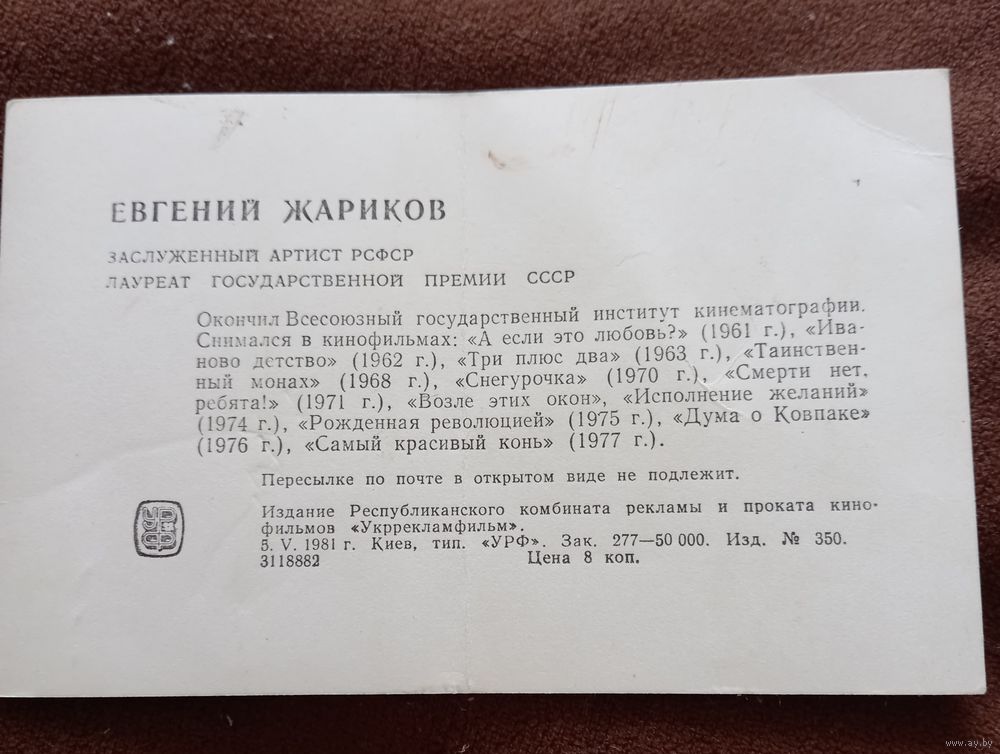 ЕВГЕНИЙ ЖАРИКОВ
ЗАСЛУЖЕННЫЙ АРТИСТ РСФСР
ЛАУРЕАТ ГОСУДАРСТВЕННОЙ ПРЕМИИ СССР
Окончил Всесоюзный государственный институт кинематографии.
Снимался в кинофильмах: «А если это любовь?» (1961 г.), «Ива-
ново детство» (1962 г.), «Три плюс два» (1963 г.), «Таинствен-
ный монах» (1968 г.), «Снегурочка» (1970 г.), «Смерти нет,
ребята!» (1971 г.), «Возле этих окон», «Исполнение желаний»
(1974 г.), «Рожденная революцией» (1975 г.), «Дума о Ковпаке»
(1976 г.), «Самый красивый конь» (1977 г.).
Пересылке по почте в открытом виде не подлежит.
Издание Республиканского комбината рекламы и проката кино-
фильмов «Укррекламфильм».
5. V. 1981 г. Киев, тип. «УРФ». Зак. 277—50 000. Изд. № 350.
3118882 Цена 8 коп.
www.ay.by